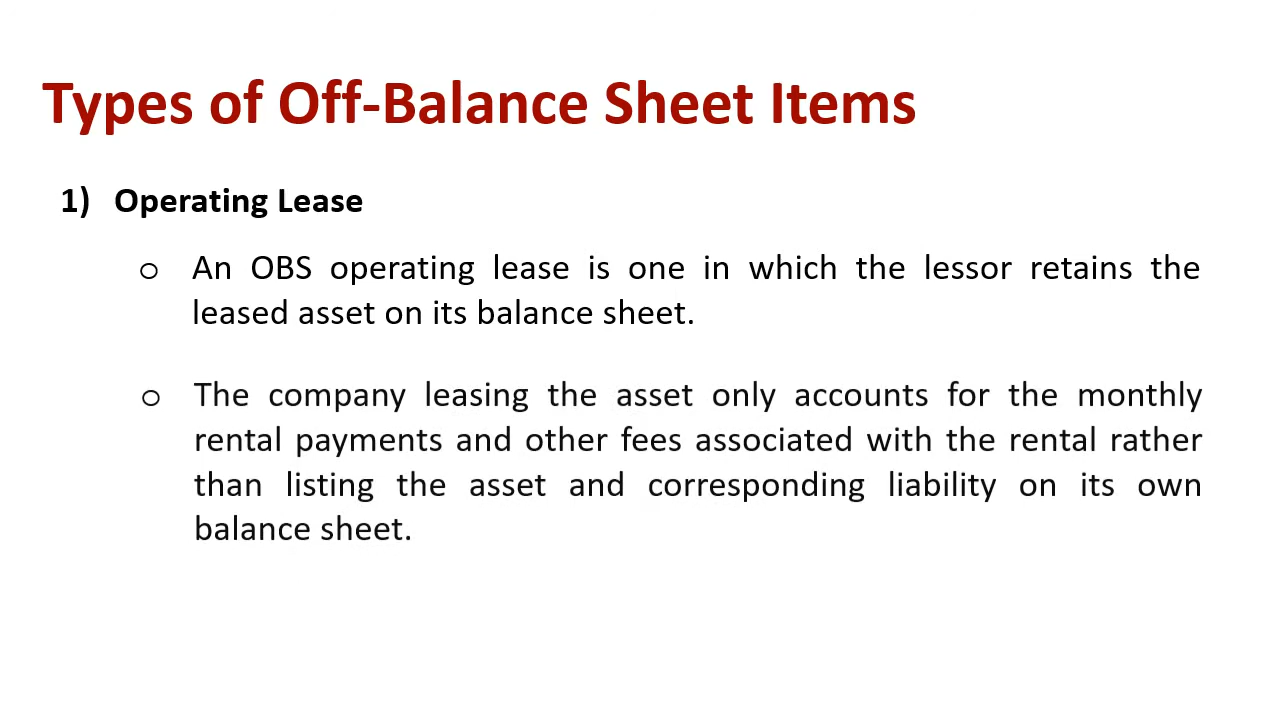 Types of Off-Balance Sheet Items
1) Operating Lease
o An OBS operating lease is one in which the lessor retains the
leased asset on its balance sheet.
o The company leasing the asset only accounts for the monthly
rental payments and other fees associated with the rental rather
than listing the asset and corresponding liability on its own
balance sheet.